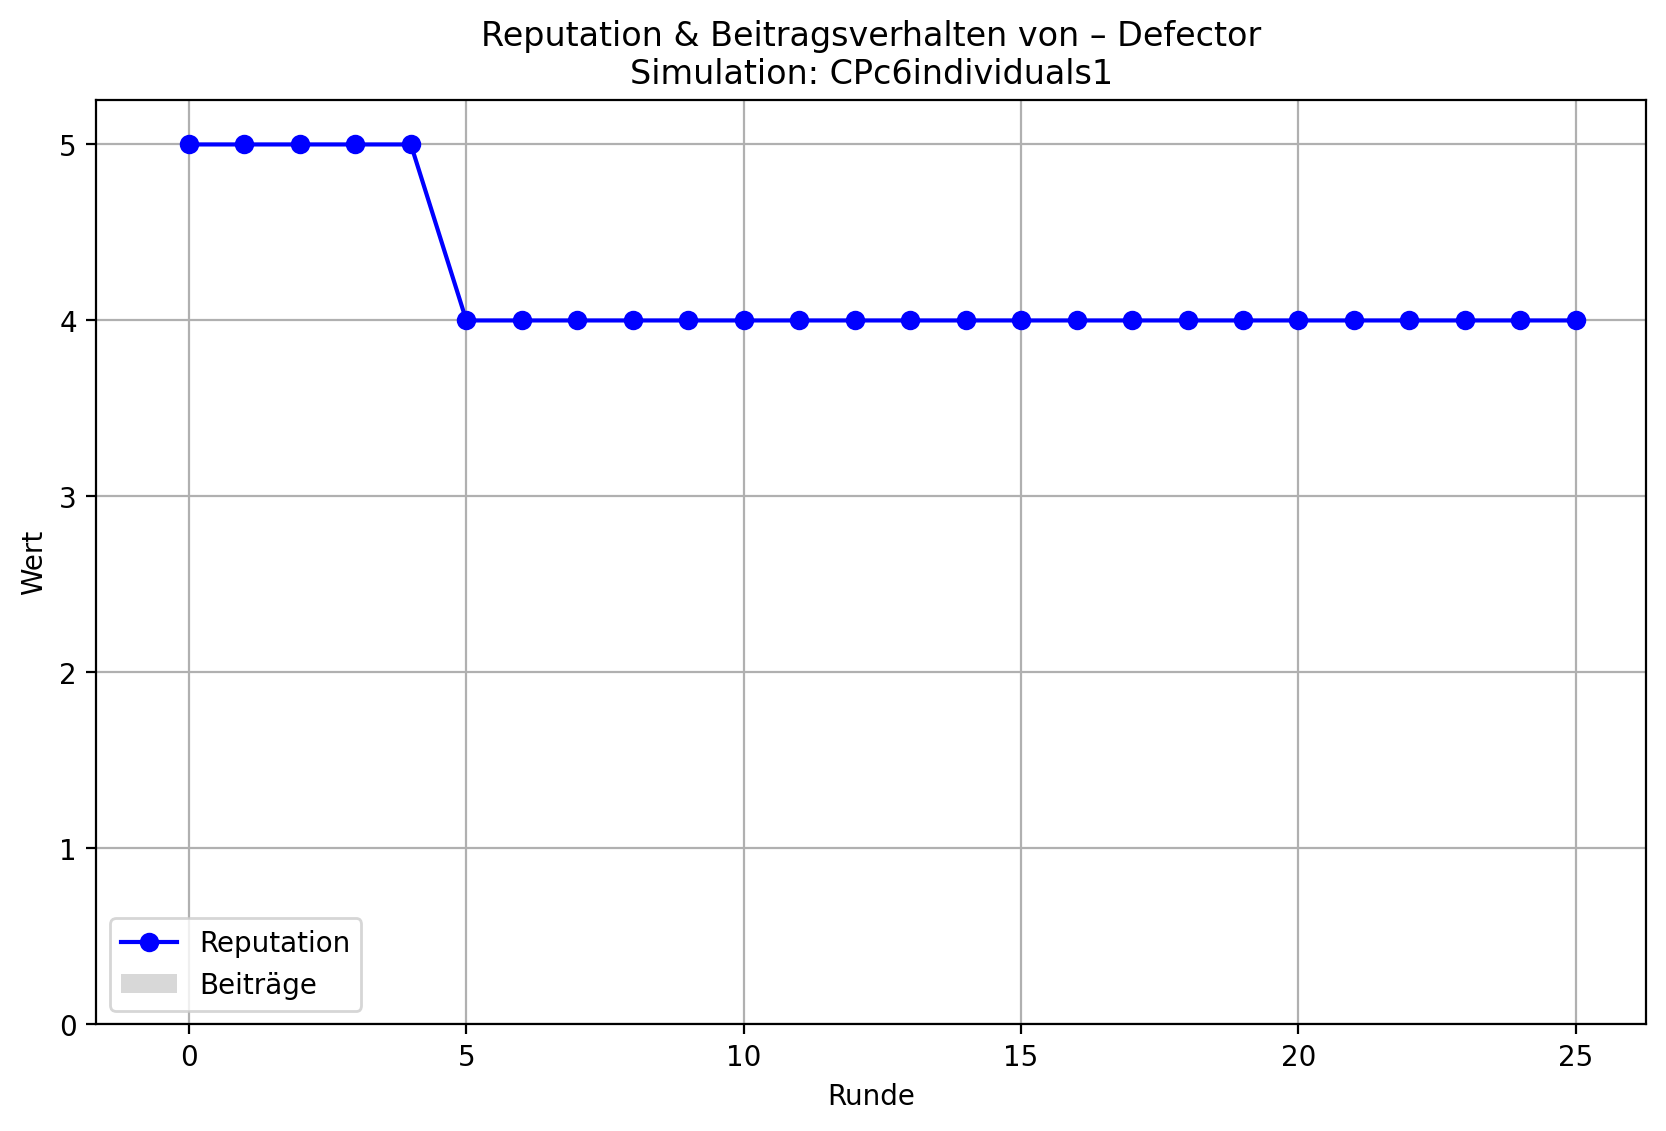 Reputation & Beitragsverhalten von – Defector
Simulation: CPc6individuals1
5
4
3
2
1
0
Wert
Reputation
Beiträge
0 5 10 15 20 25
Runde